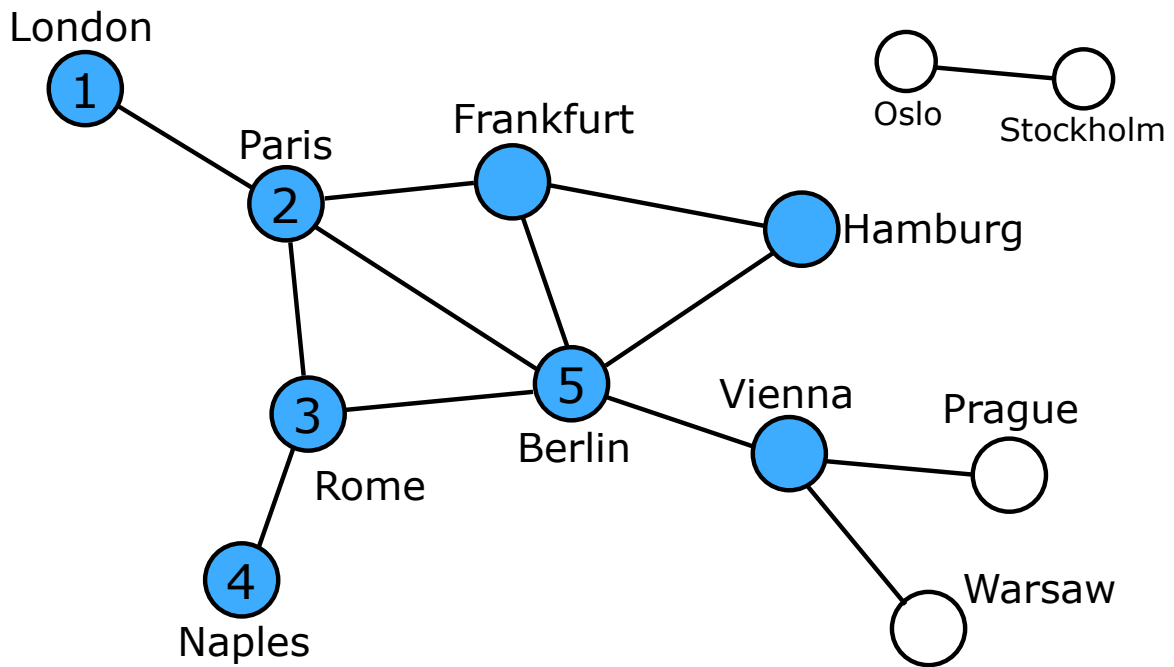 London
1
Oslo
Stockholm
Frankfurt
Paris
2
Hamburg
5
Berlin
Vienna
Prague
3
Rome
4
Naples
Warsaw